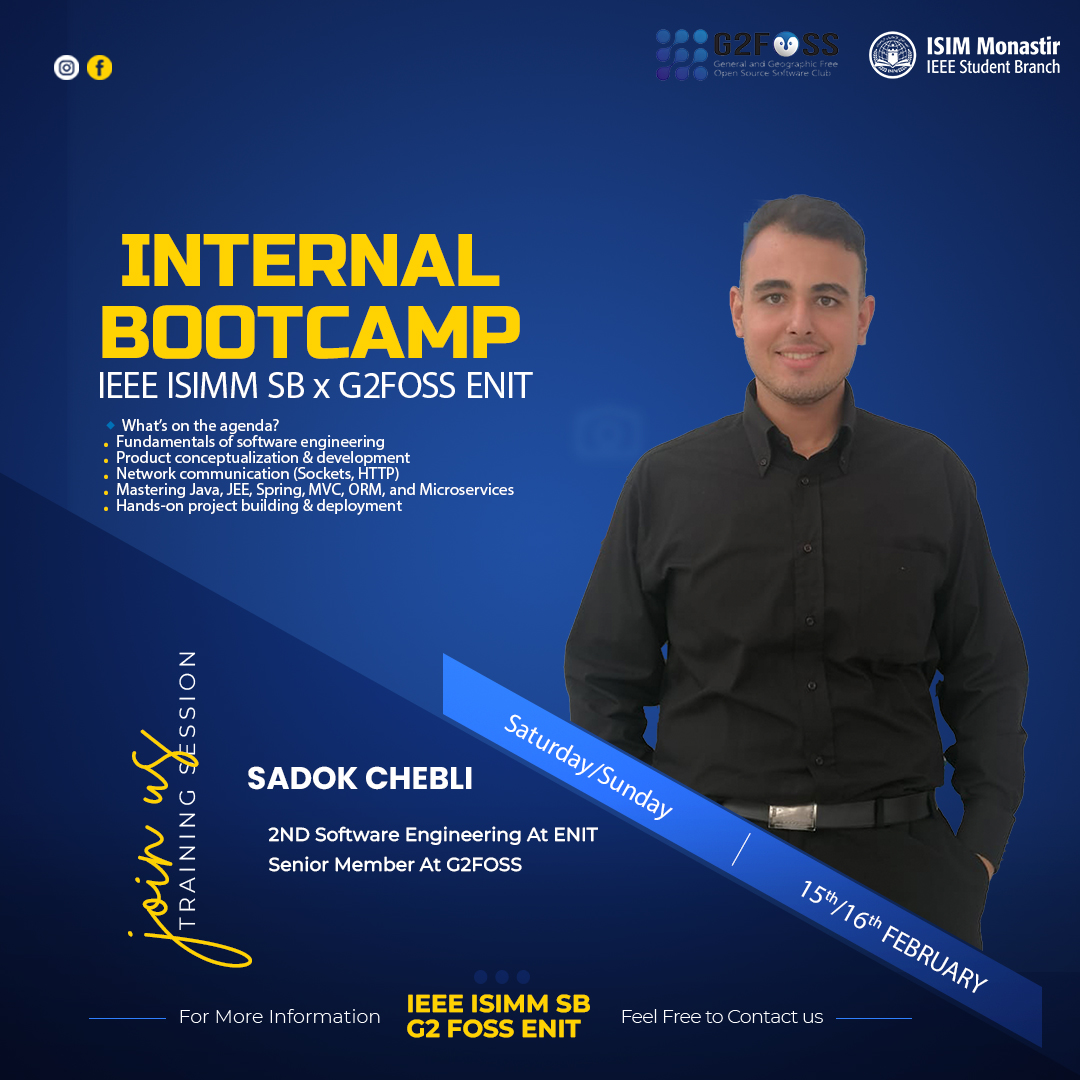 G2FOSS
General and Geographic Free
Open Source Software Club
ISIM Monastir
IEEE Student Branch
INTERNAL
BOOTCAMP
IEEE ISIMM SB x G2FOSS ENIT
What's on the agenda?
Fundamentals of software engineering
Product conceptualization & development
Network communication (Sockets, HTTP)
Mastering Java, JEE, Spring, MVC, ORM, and Microservices
Hands-on project building & deployment
join us
TRAINING SESSION
SADOK CHEBLI
2ND Software Engineering At ENIT
Senior Member At G2FOSS
Saturday/Sunday
15th/16th FEBRUARY
For More Information
IEEE ISIMM SB
G2 FOSS ENIT
Feel Free to Contact us